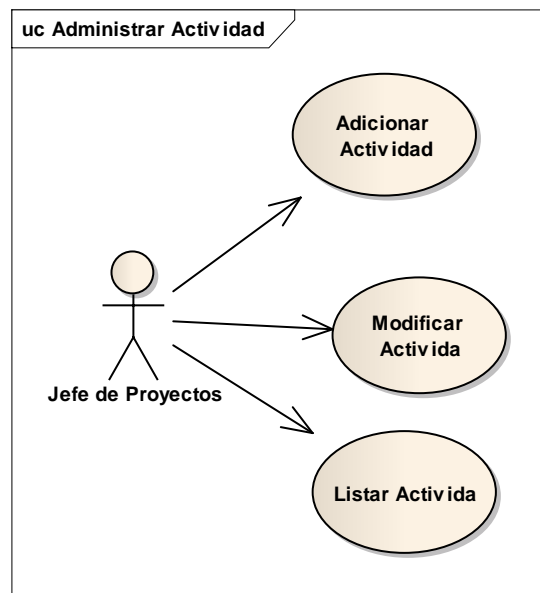 uc Administrar Actividad
Adicionar
Actividad
Modificar
Activida
Jefe de Proyectos
Listar Activida